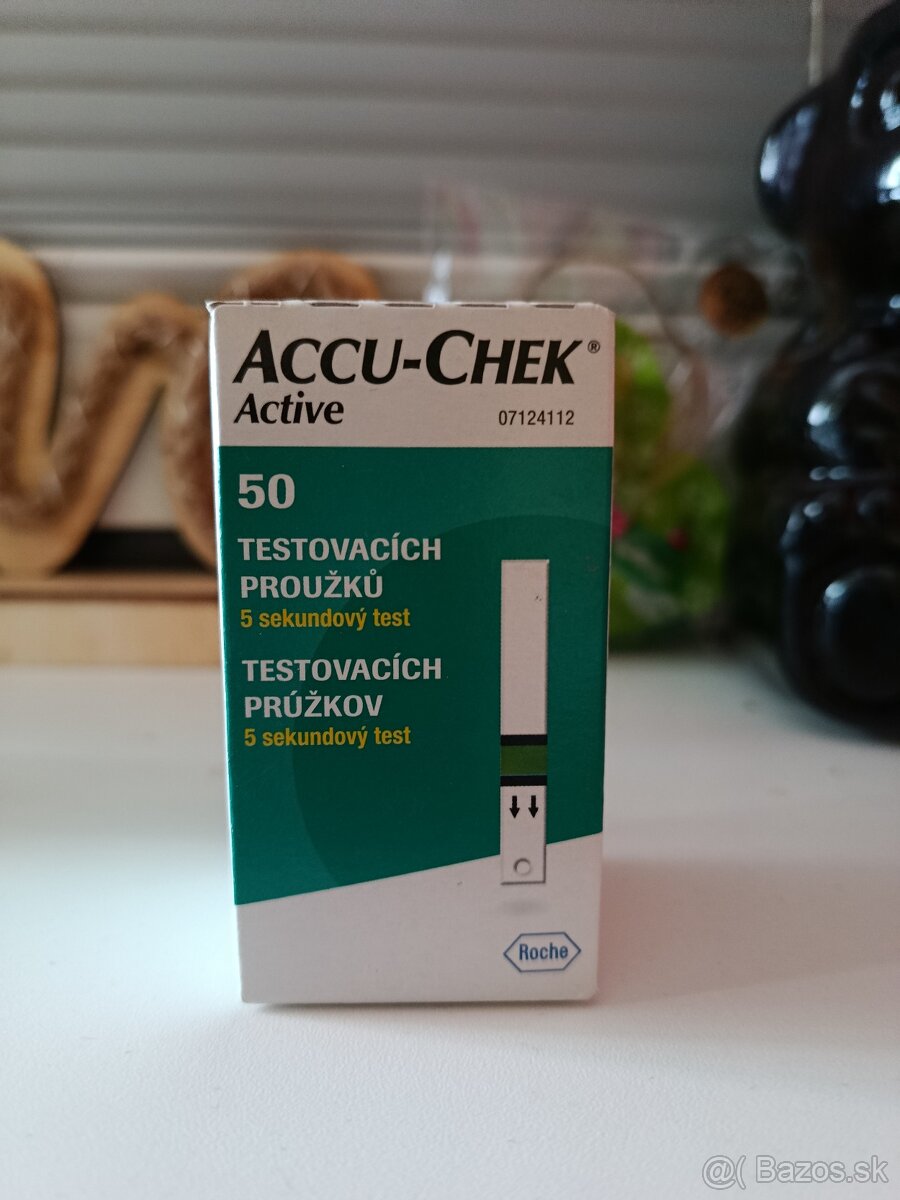 ACCU-CHEK®
Active
07124112
50
TESTOVACÍCH
PROUŽKŮ
5 sekundový test
TESTOVACÍCH
PRÚŽKOV
5 sekundový test
Roche
@( Bazos.sk